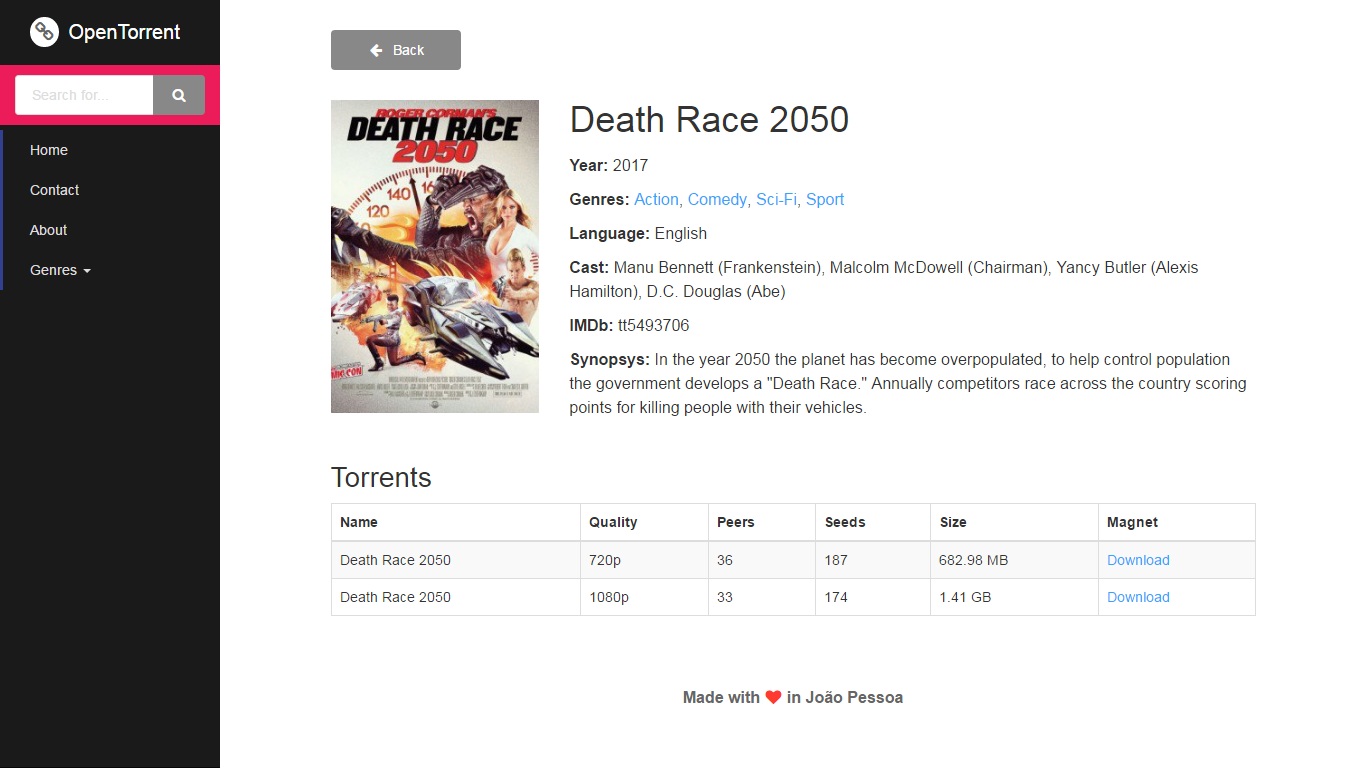 OpenTorrent
Search for...
Home
Contact
About
Genres
Back
ROGER CORMAN'S
DEATH RACE
2050
120
140
16
Death Race 2050
Year: 2017
Genres: Action, Comedy, Sci-Fi, Sport
Language: English
Cast: Manu Bennett (Frankenstein), Malcolm McDowell (Chairman), Yancy Butler (Alexis
Hamilton), D.C. Douglas (Abe)
IMDb: tt5493706
Synopsys: In the year 2050 the planet has become overpopulated, to help control population
the government develops a "Death Race." Annually competitors race across the country scoring
points for killing people with their vehicles.
Torrents
Name Quality Peers Seeds Size Magnet
Death Race 2050 720p 36 187 682.98 MB Download
Death Race 2050 1080p 33 174 1.41 GB Download
Made with ❤ in João Pessoa